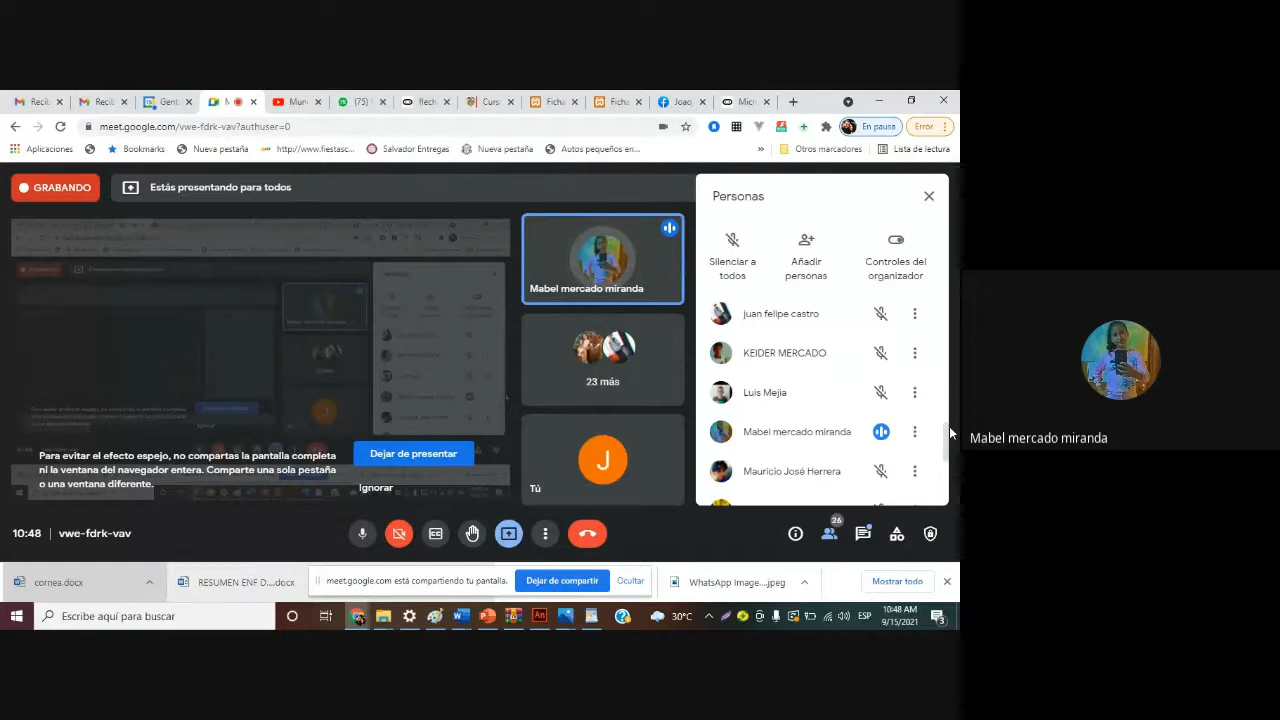 Recib
Recib
Gent
M
Mun
(75)
flech
Curs
Ficha
Ficha
Joaq
Micr
meet.google.com/vwe-fdrk-vav?authuser=0
En pausa
Error
Aplicaciones
Bookmarks
Nueva pestaña
http://www.fiestasc...
Salvador Entregas
Nueva pestaña
Autos pequeños en...
»
Otros marcadores
Lista de lectura
GRABANDO
Estás presentando para todos
Personas
Silenciar a
todos
Añadir
personas
Controles del
organizador
Mabel mercado miranda
juan felipe castro
KEIDER MERCADO
23 más
Luis Mejia
Mabel mercado miranda
Mabel mercado miranda
Para evitar el efecto espejo, no compartas la pantalla completa
ni la ventana del navegador entera. Comparte una sola pestaña
o una ventana diferente.
Dejar de presentar
Ignorar
J
Tú
Mauricio José Herrera
10:48 | vwe-fdrk-vav
26
cornea.docx
RESUMEN ENF D....docx
meet.google.com está compartiendo tu pantalla.
Dejar de compartir
Ocultar
WhatsApp Image....jpeg
Mostrar todo
Escribe aquí para buscar
30°C
ESP
10:48 AM
9/15/2021
3